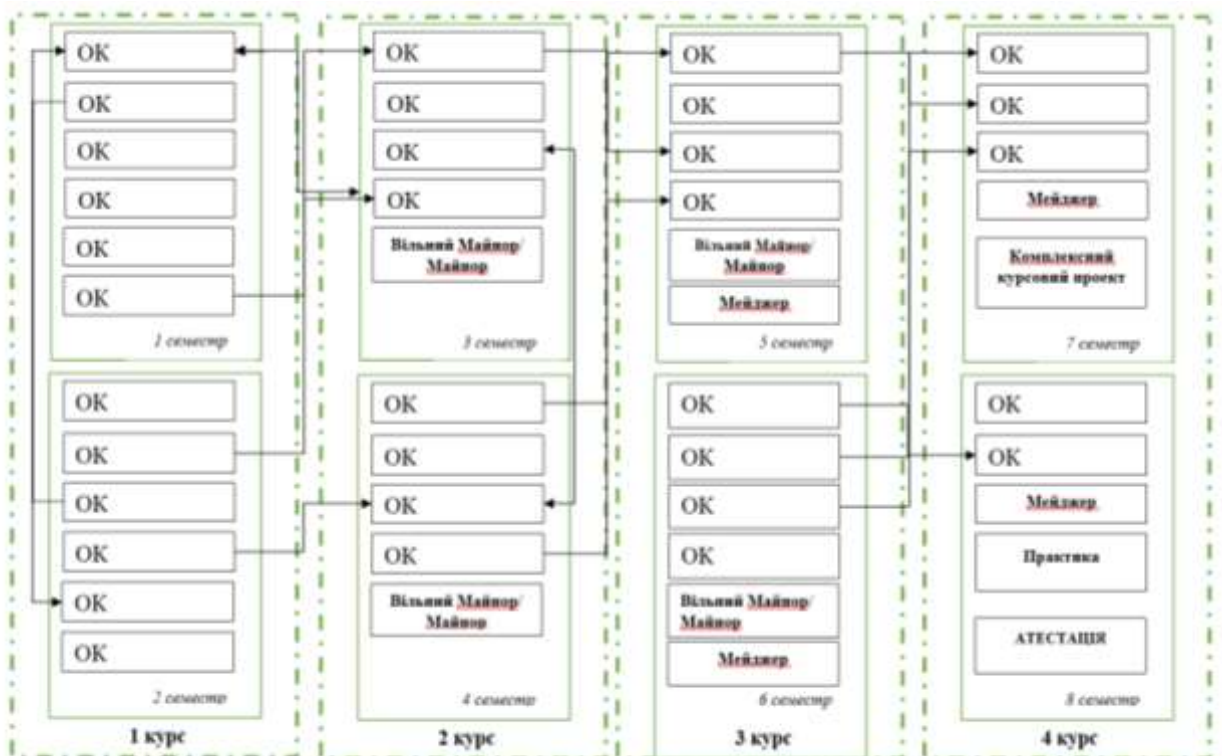 ОК
ОК
ОК
ОК
ОК
ОК
1 семестр
ОК
ОК
ОК
ОК
ОК
ОК
2 семестр
1 курс
ОК
ОК
ОК
ОК
Вільний Майнор/
Майнор
3 семестр
ОК
ОК
ОК
ОК
Вільний Майнор/
Майнор
4 семестр
2 курс
ОК
ОК
ОК
ОК
Вільний Майнор/
Майнор
Мейджер
5 семестр
ОК
ОК
ОК
ОК
Вільний Майнор/
Майнор
Мейджер
6 семестр
3 курс
ОК
ОК
ОК
Мейджер
Комплексний
курсовий проект
7 семестр
ОК
ОК
Мейджер
Практика
АТЕСТАЦІЯ
8 семестр
4 курс